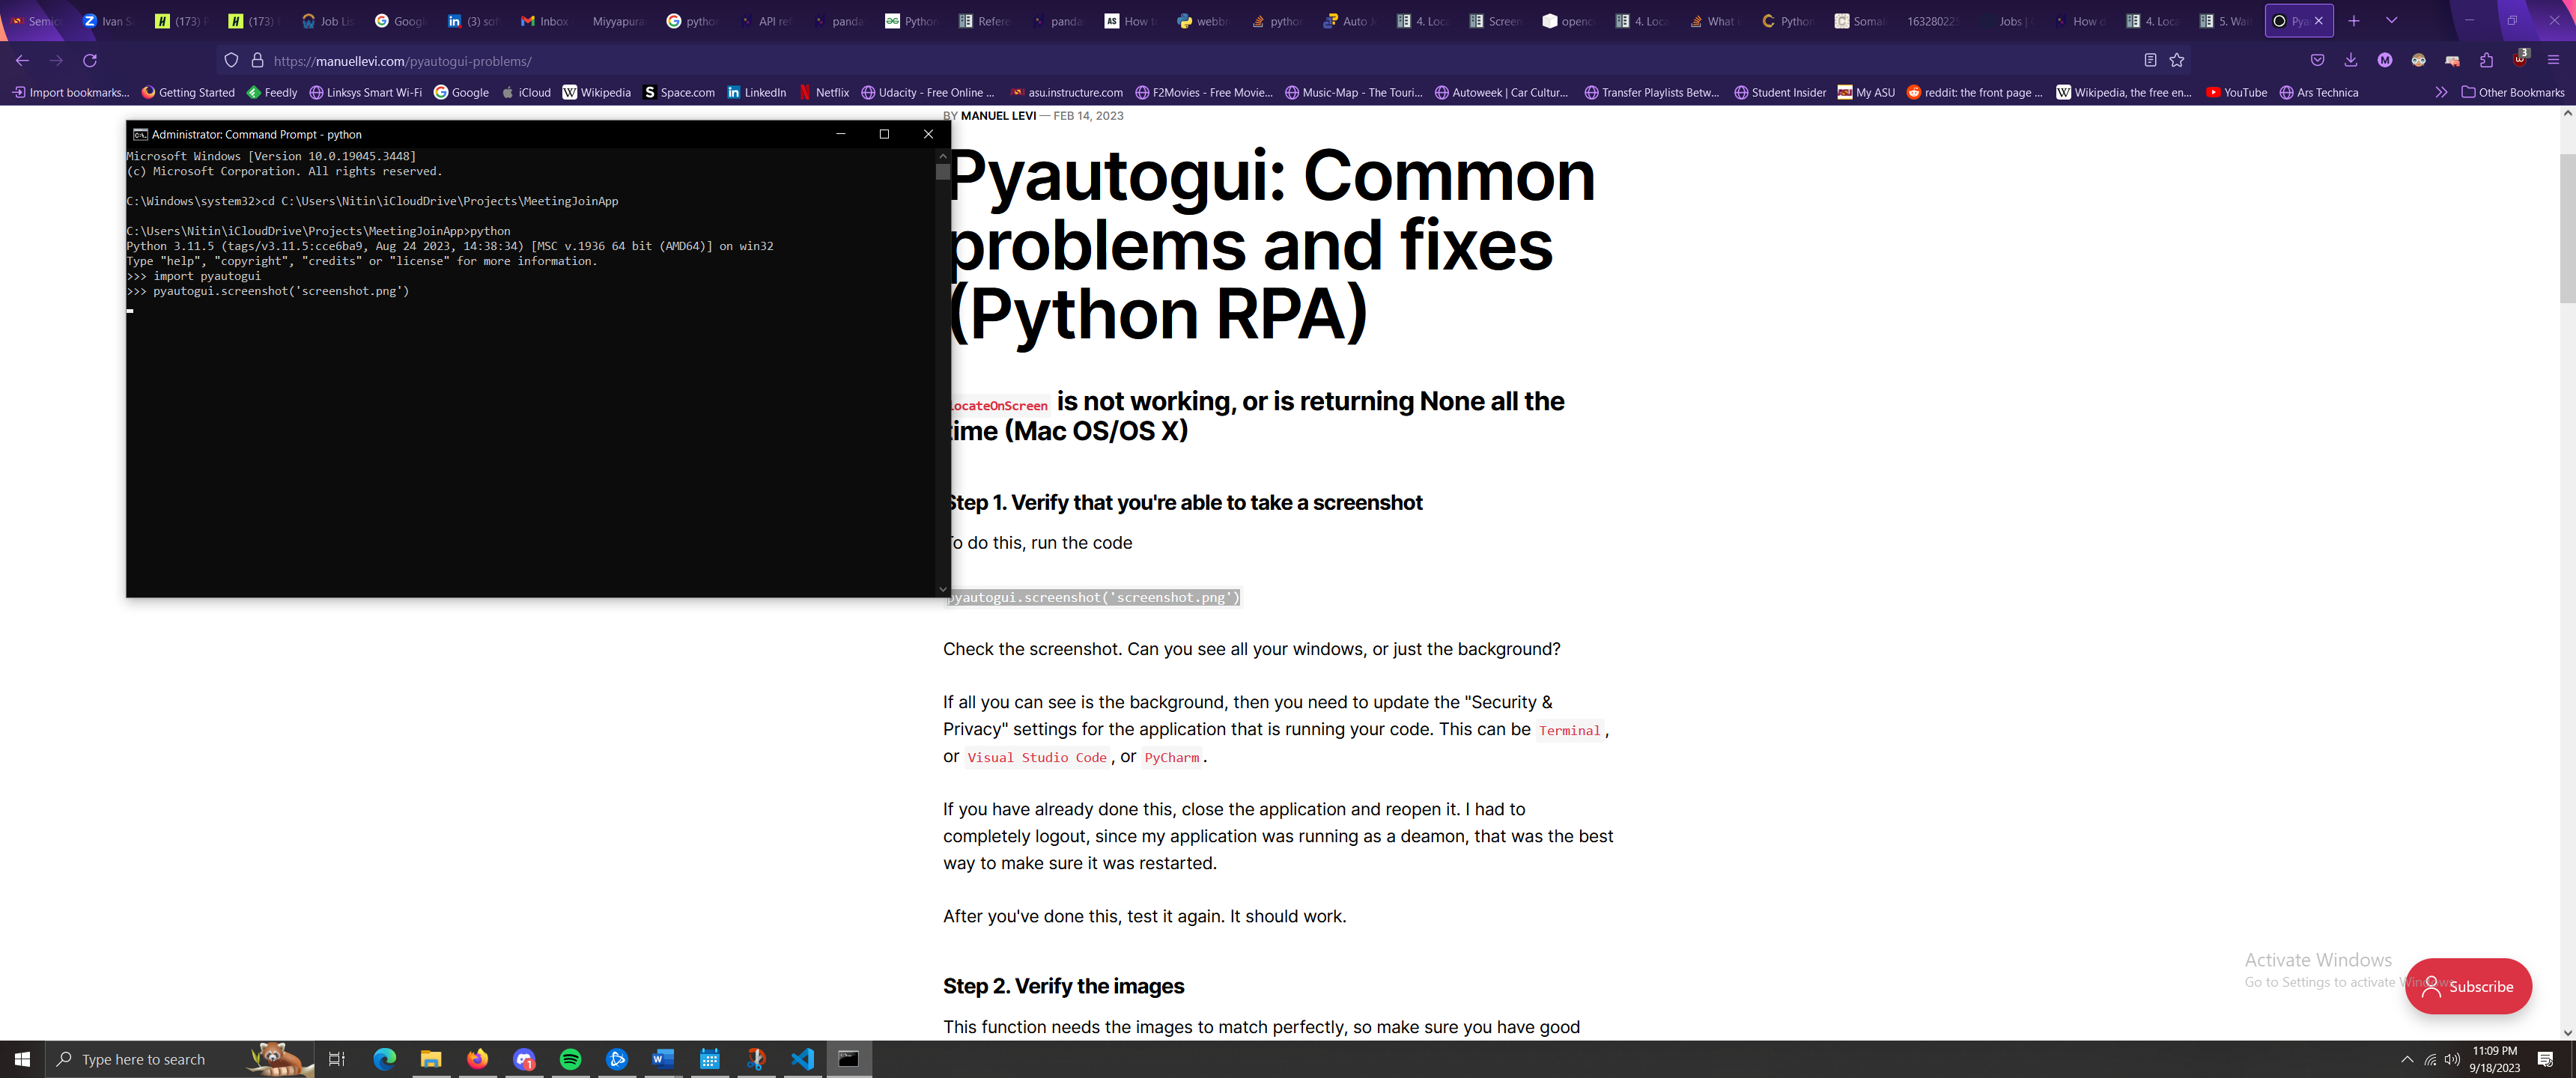 Semic
Ivan S
(173) P
(173)
Job Lis
Googl
(3) sof
Inbox
Miyyapura
python
API ref
panda
Python
Refere
panda
How t
webbr
python
Auto
4. Loca
Screen
openc
4. Loca
What i
Python
Somal
163280225
Jobs | C
How d
4. Loca
5. Wai
Pya
https://manuellevi.com/pyautogui-problems/
3
Import bookmarks...
Getting Started
Feedly
Linksys Smart Wi-Fi
Google
iCloud
Wikipedia
Space.com
LinkedIn
Netflix
Udacity - Free Online ...
asu.instructure.com
F2Movies - Free Movie...
Music-Map - The Touri...
Autoweek | Car Cultur...
Transfer Playlists Betw...
Student Insider
My ASU
reddit: the front page ...
Wikipedia, the free en...
YouTube
Ars Technica
Other Bookmarks
Administrator: Command Prompt - python
Microsoft Windows [Version 10.0.19045.3448]
(c) Microsoft Corporation. All rights reserved.
C:\Windows\system32>cd C:\Users\Nitin\iCloudDrive\Projects\MeetingJoinApp
C:\Users\Nitin\iCloudDrive\Projects\MeetingJoinApp>python
Python 3.11.5 (tags/v3.11.5:cce6ba9, Aug 24 2023, 14:38:34) [MSC v.1936 64 bit (AMD64)] on win32
Type "help", "copyright", "credits" or "license" for more information.
>>> import pyautogui
>>> pyautogui.screenshot('screenshot.png')
BY MANUEL LEVI — FEB 14, 2023
Pyautogui: Common
problems and fixes
(Python RPA)
locateOnScreen is not working, or is returning None all the
time (Mac OS/OS X)
Step 1. Verify that you're able to take a screenshot
To do this, run the code
pyautogui.screenshot('screenshot.png')
Check the screenshot. Can you see all your windows, or just the background?
If all you can see is the background, then you need to update the "Security &
Privacy" settings for the application that is running your code. This can be Terminal ,
or Visual Studio Code , or PyCharm .
If you have already done this, close the application and reopen it. I had to
completely logout, since my application was running as a deamon, that was the best
way to make sure it was restarted.
After you've done this, test it again. It should work.
Step 2. Verify the images
This function needs the images to match perfectly, so make sure you have good
Activate Windows
Go to Settings to activate Windows.
Subscribe
Type here to search
1
11:09 PM
9/18/2023